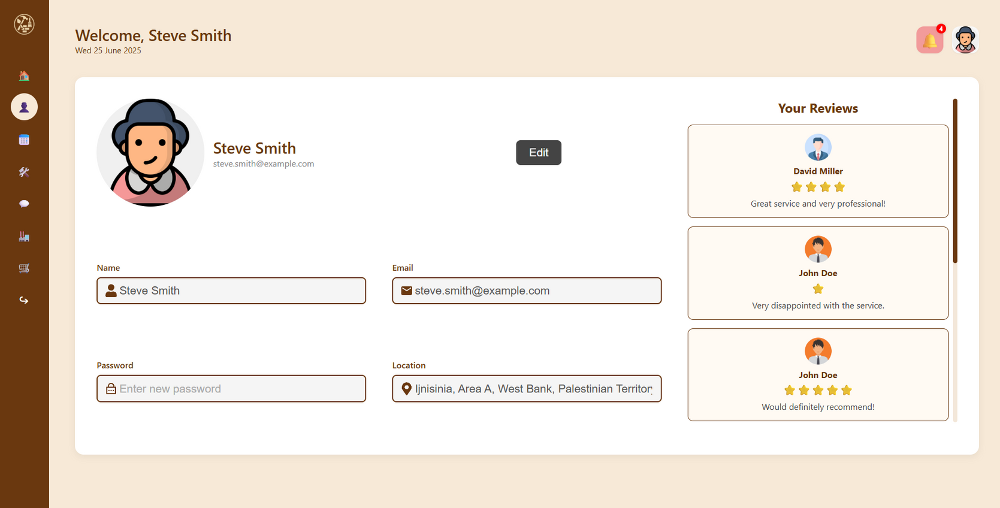 Welcome, Steve Smith
Wed 25 June 2025
4
Steve Smith
steve.smith@example.com
Edit
Name
Steve Smith
Email
steve.smith@example.com
Password
Enter new password
Location
Ijnisinia, Area A, West Bank, Palestinian Territor
Your Reviews
David Miller
Great service and very professional!
John Doe
Very disappointed with the service.
John Doe
Would definitely recommend!